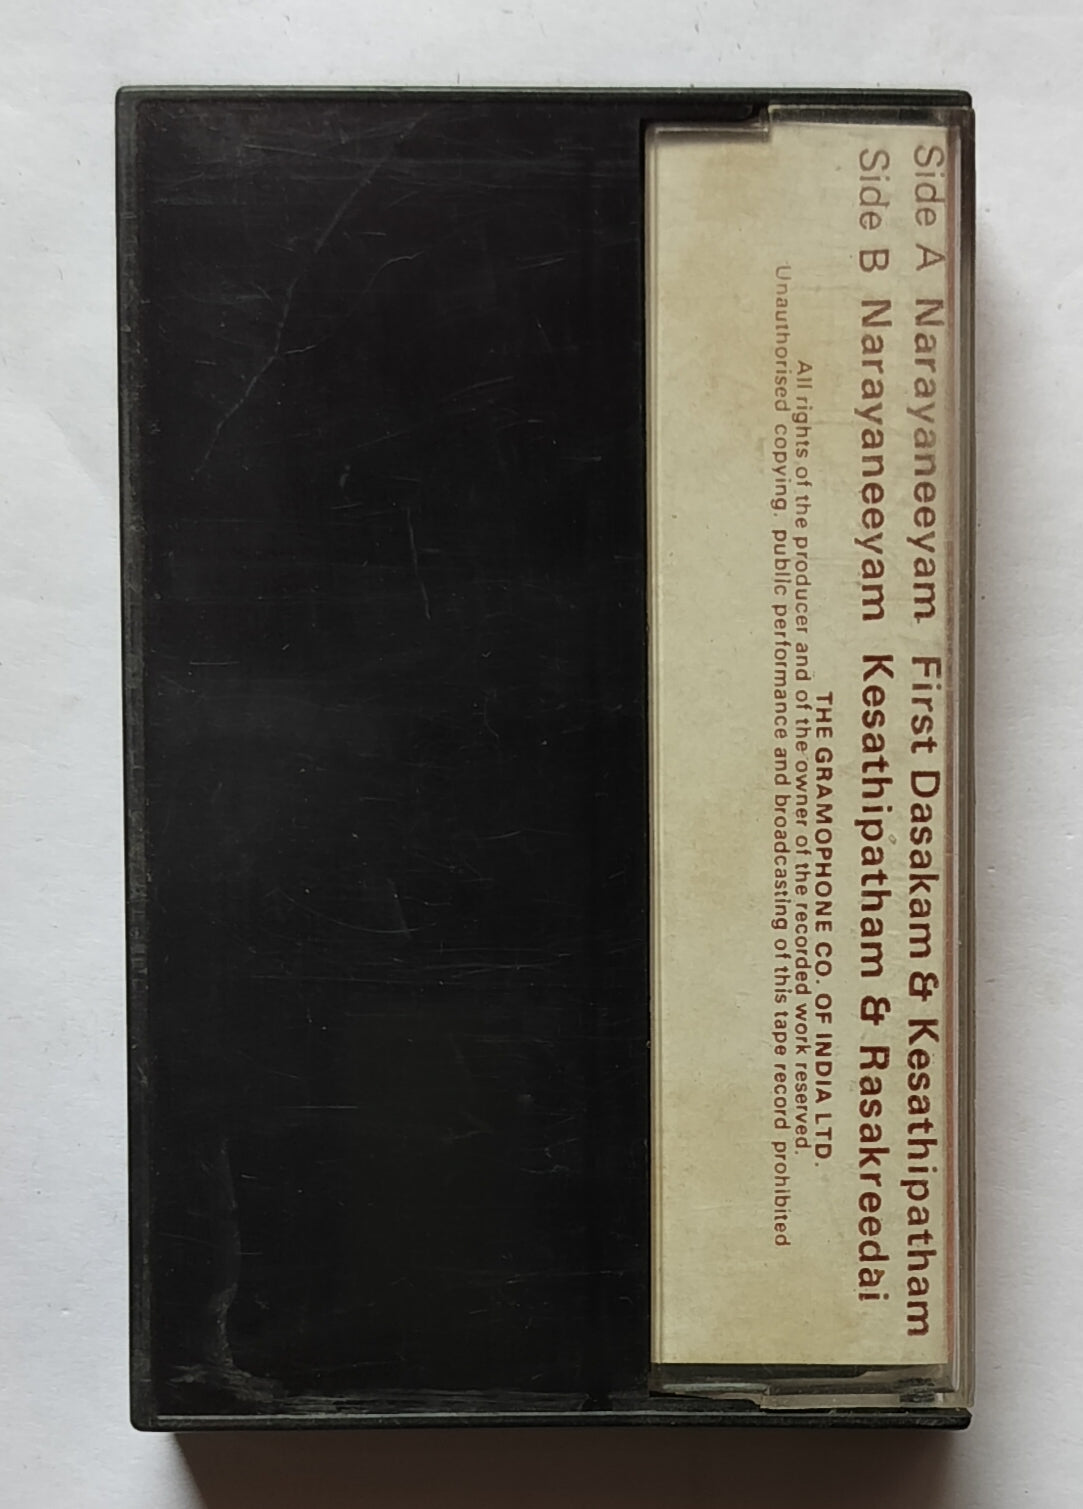 Side A Narayaneeyam First Dasakam & Kesathipatham
Side B Narayaneeyam Kesathipatham & Rasakreedai
THE GRAMOPHONE CO. OF INDIA LTD.
All rights of the producer and of the owner of the recorded work reserved.
Unauthorised copying, public performance and broadcasting of this tape record prohibited